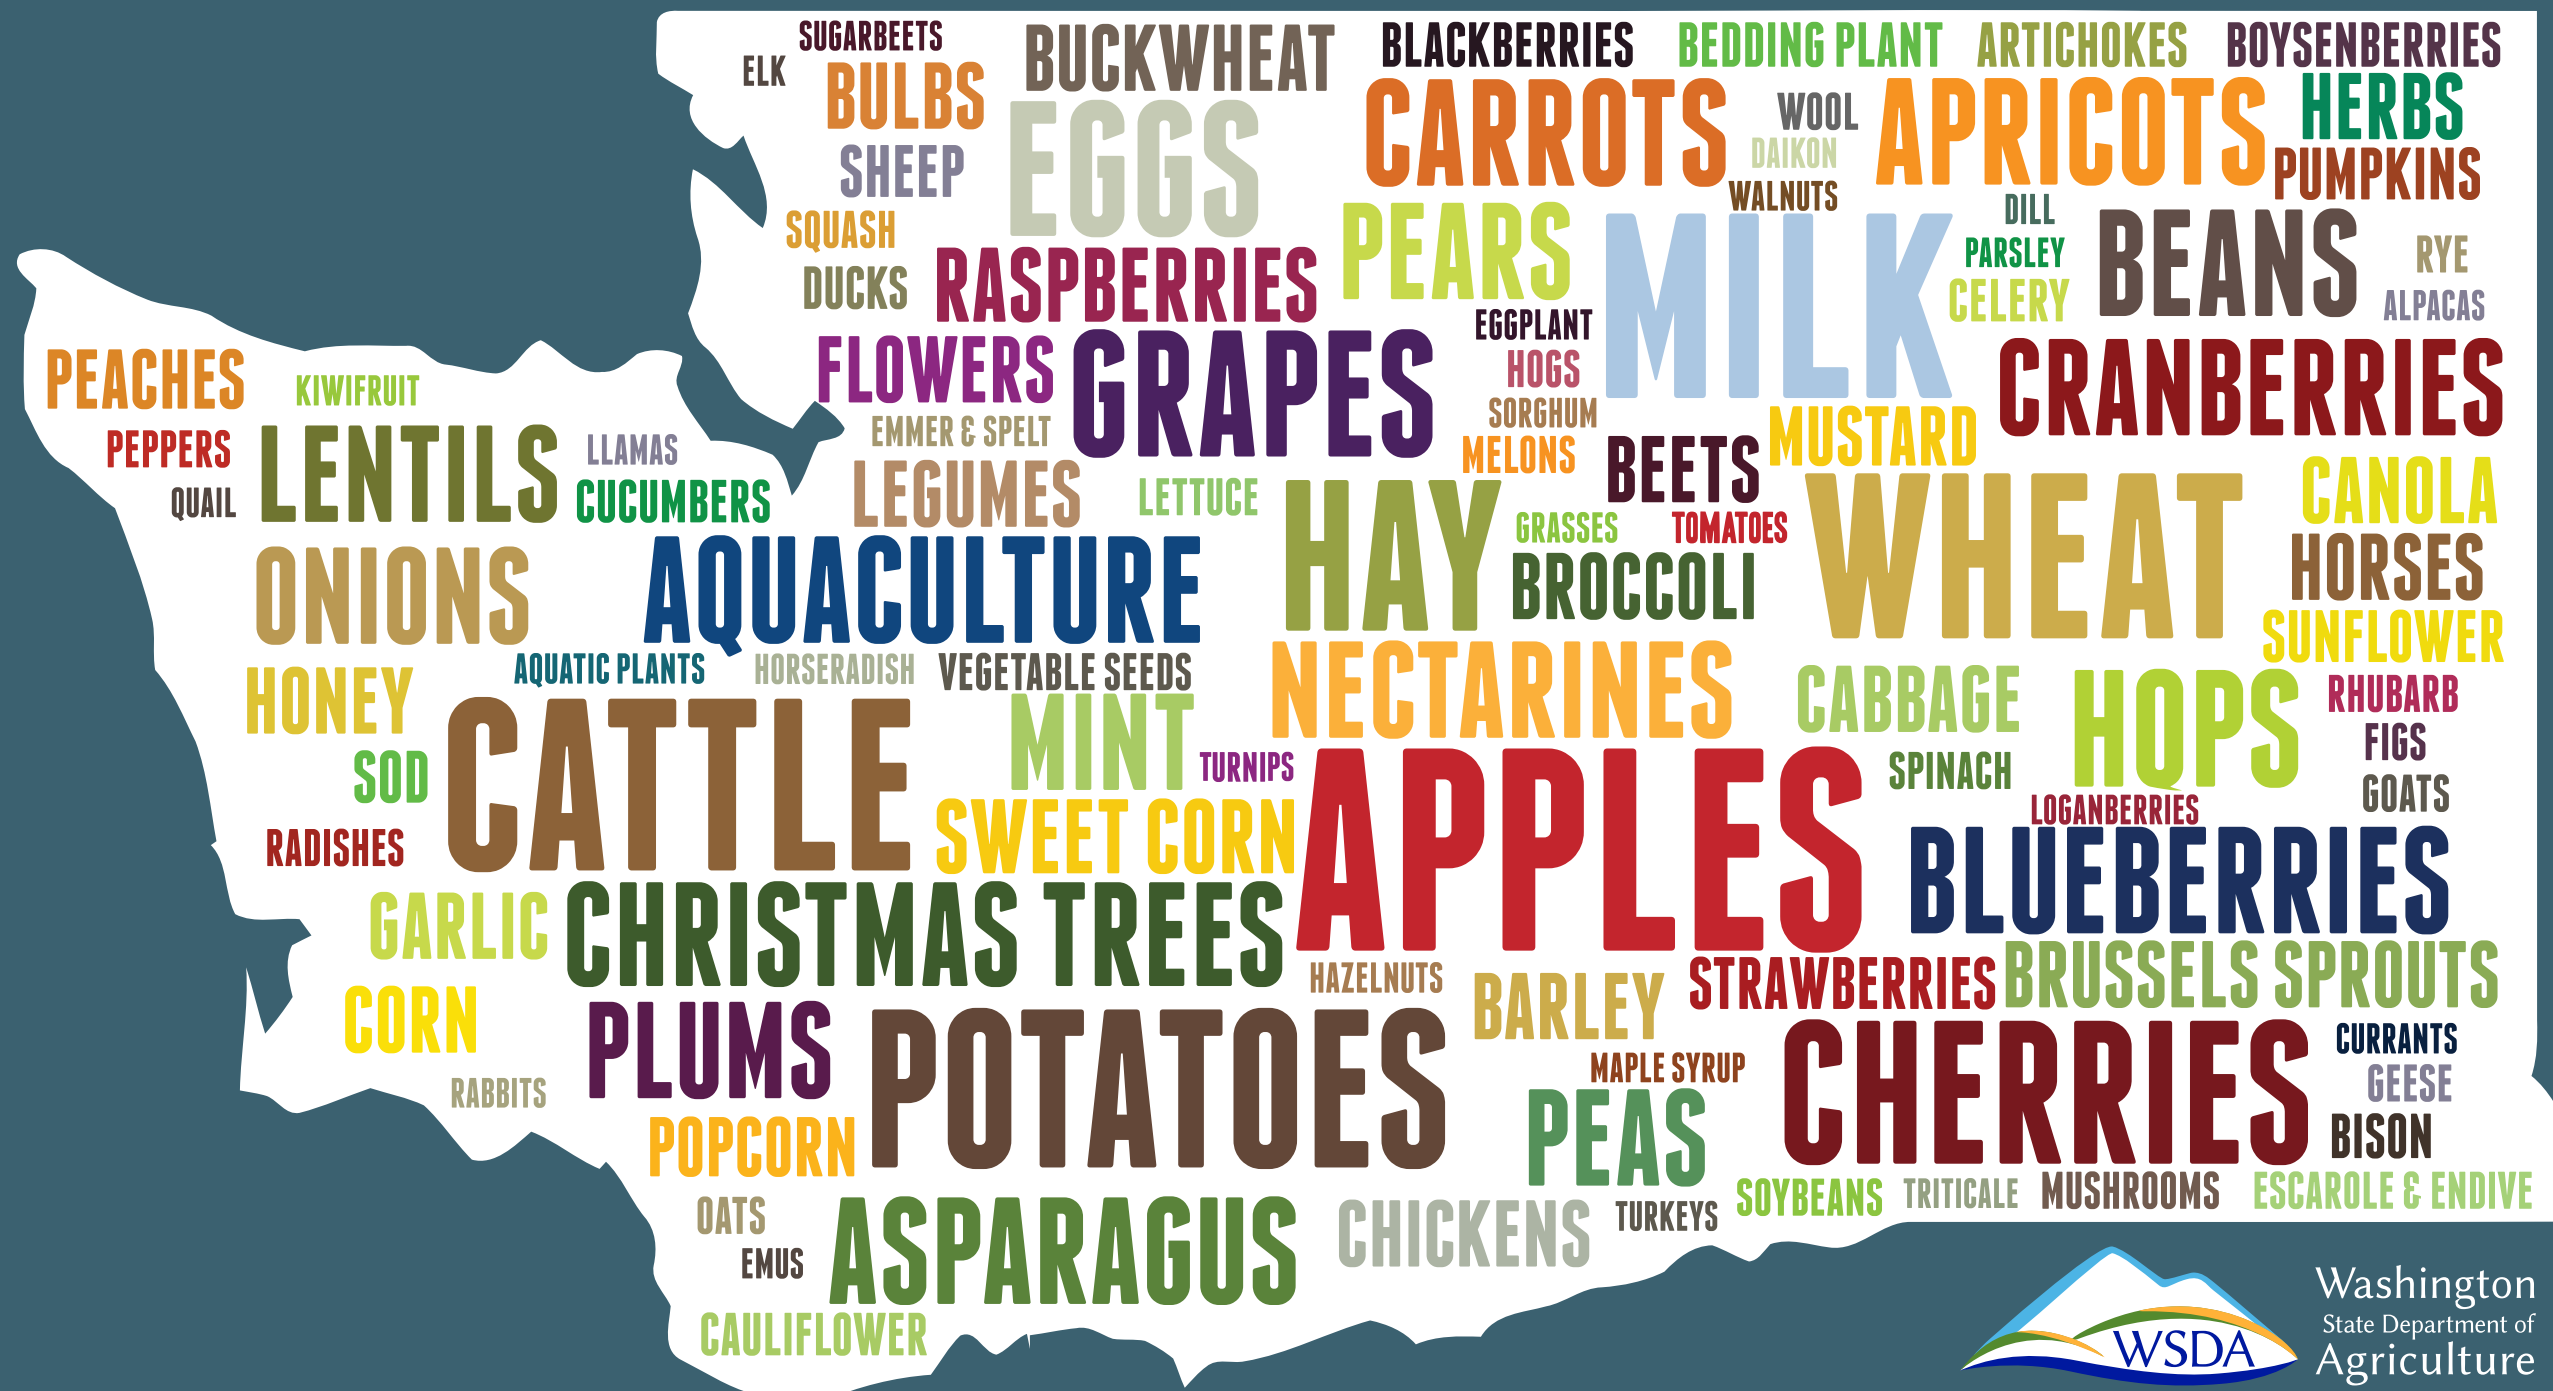 SUGARBEETS
ELK
BULBS
BUCKWHEAT
BLACKBERRIES
BEDDING PLANT
ARTICHOKES
BOYSENBERRIES
SHEEP
EGGS
CARROTS
WOOL
DAIKON
WALNUTS
APRICOTS
HERBS
PUMPKINS
SQUASH
DUCKS
RASPBERRIES
PEARS
MILK
DILL
PARSLEY
CELERY
BEANS
RYE
ALPACAS
EGGPLANT
HOGS
SORGHUM
MELONS
PEACHES
KIWIFRUIT
FLOWERS
EMMER & SPELT
GRAPES
CRANBERRIES
PEPPERS
QUAIL
LENTILS
LLAMAS
CUCUMBERS
LEGUMES
LETTUCE
HAY
BEETS
MUSTARD
GRASSES
TOMATOES
BROCCOLI
WHEAT
CANOLA
HORSES
SUNFLOWER
ONIONS
AQUACULTURE
HONEY
AQUATIC PLANTS
HORSERADISH
VEGETABLE SEEDS
NECTARINES
CABBAGE
HOPS
RHUBARB
FIGS
GOATS
SOD
CATTLE
MINT
TURNIPS
SPINACH
LOGANBERRIES
RADISHES
SWEET CORN
APPLES
BLUEBERRIES
GARLIC
CHRISTMAS TREES
HAZELNUTS
BARLEY
STRAWBERRIES
BRUSSELS SPROUTS
CORN
RABBITS
PLUMS
POTATOES
MAPLE SYRUP
PEAS
CHERRIES
CURRANTS
GEESE
BISON
POPCORN
OATS
EMUS
ASPARAGUS
CHICKENS
TURKEYS
SOYBEANS
TRITICALE
MUSHROOMS
ESCAROLE & ENDIVE
CAULIFLOWER
WSDA
Washington
State Department of
Agriculture